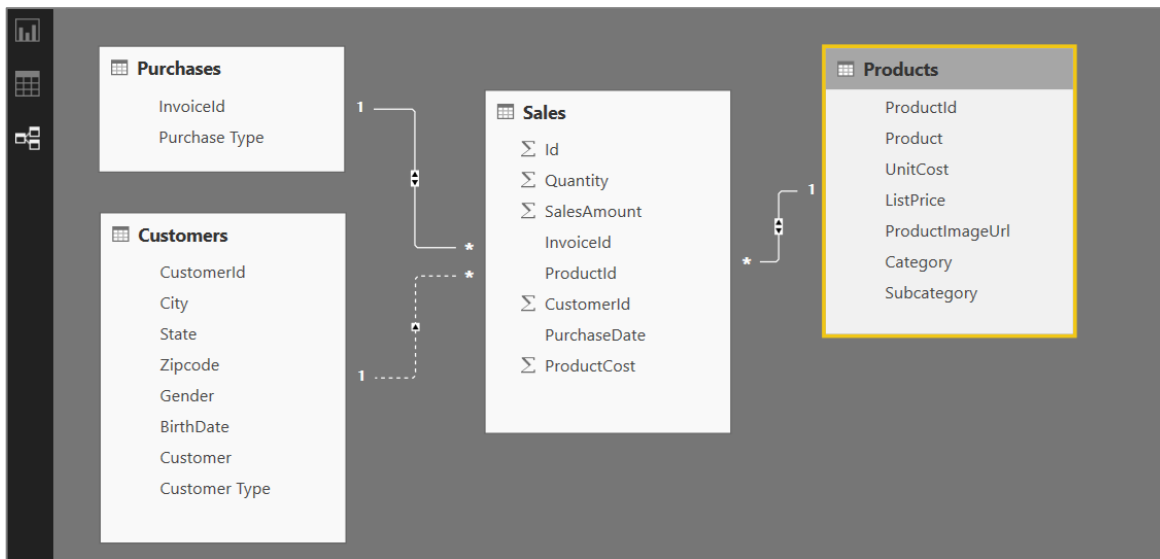 Purchases
InvoiceId
Purchase Type
1
Customers
CustomerId
City
State
Zipcode
Gender
BirthDate
Customer
Customer Type
1
Sales
Σ Id
Σ Quantity
Σ SalesAmount
InvoiceId
ProductId
Σ CustomerId
PurchaseDate
Σ ProductCost
*
*
*
1
Products
ProductId
Product
UnitCost
ListPrice
ProductImageUrl
Category
Subcategory